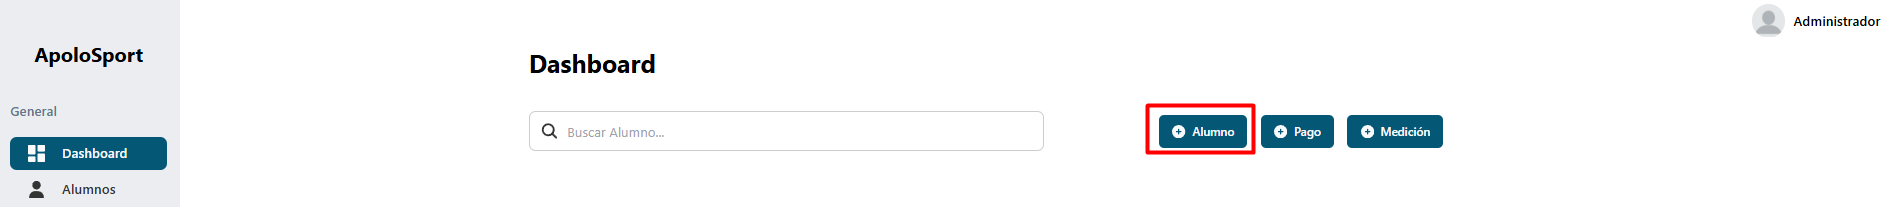 Administrador
ApoloSport
Dashboard
General
Buscar Alumno...
Alumno
Pago
Medición
Dashboard
Alumnos